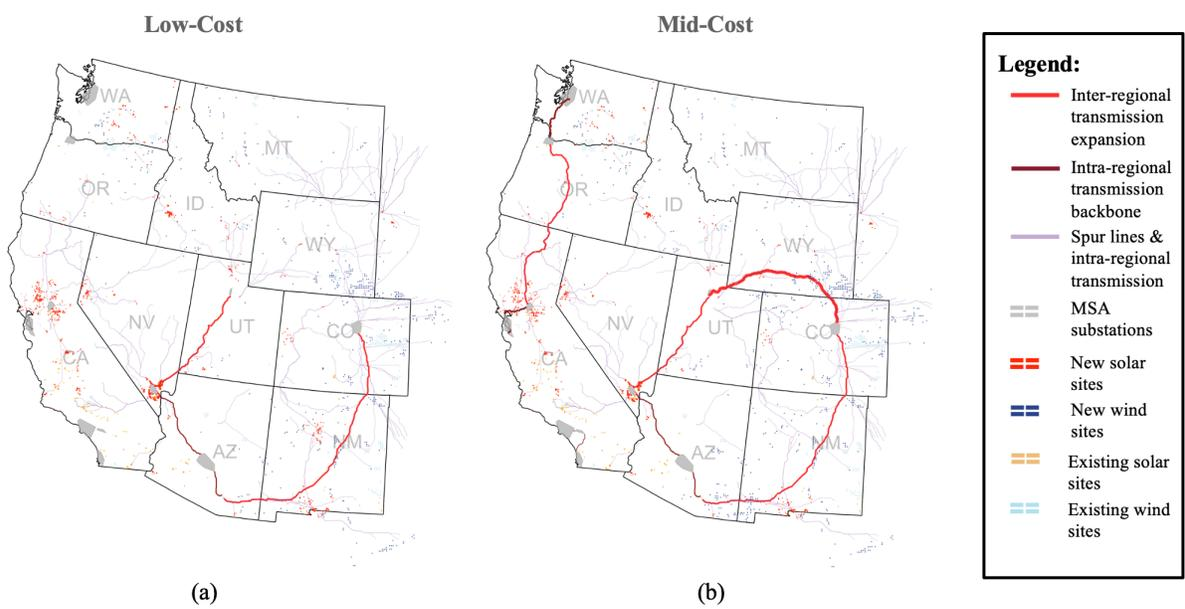 Low-Cost
Mid-Cost
WA
MT
OR
ID
WY
NV
UT
CO
CA
AZ
NM
(a)
WA
MT
OR
ID
WY
NV
UT
CO
CA
AZ
NM
(b)
Legend:
Inter-regional
transmission
expansion
Intra-regional
transmission
backbone
Spur lines &
intra-regional
transmission
MSA
substations
New solar
sites
New wind
sites
Existing solar
sites
Existing wind
sites